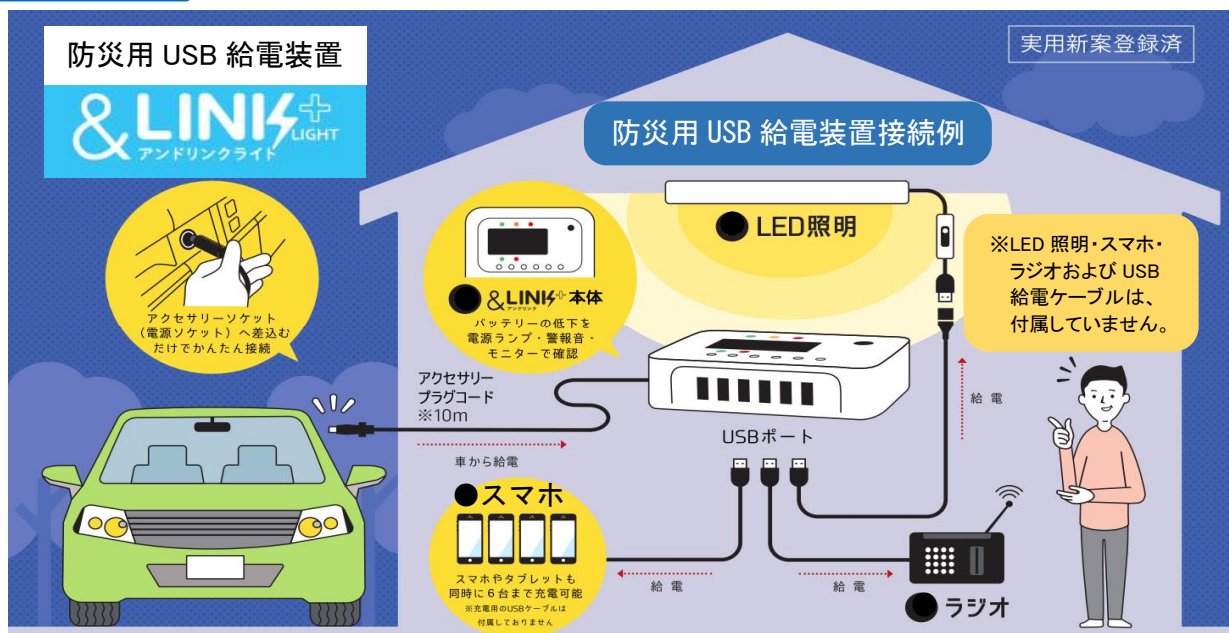 防災用 USB 給電装置
&LINK+
LIGHT
アンドリンクライト
実用新案登録済
防災用 USB 給電装置接続例
アクセサリーソケット
（電源ソケット）へ差込む
だけでかんたん接続
●&LINK+本体
アンドリンク
バッテリーの低下を
電源ランプ・警報音・
モニターで確認
●LED照明
※LED 照明・スマホ・
ラジオおよび USB
給電ケーブルは、
付属していません。
アクセサリー
プラグコード
※10m
車から給電
USBポート
給電
●スマホ
スマホやタブレットも
同時に6台まで充電可能
※充電用のUSBケーブルは
付属しておりません
給電
給電
●ラジオ